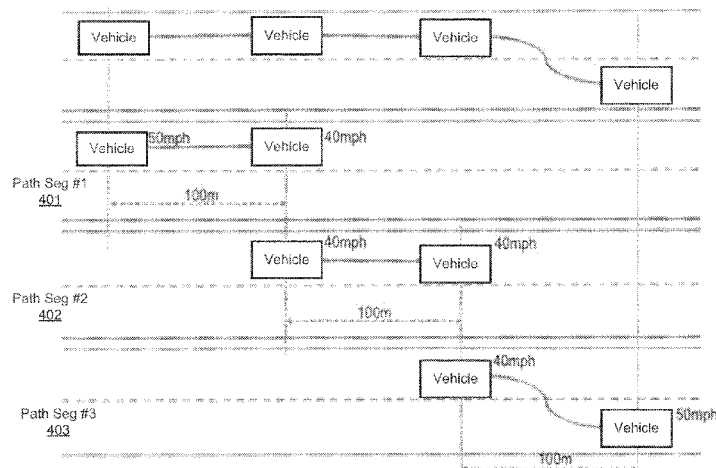 Vehicle Vehicle Vehicle
Vehicle
Vehicle 50mph Vehicle 40mph
Path Seg #1
401
100m
Vehicle 40mph Vehicle 40mph
Path Seg #2
402
100m
Vehicle 40mph
Path Seg #3
403
Vehicle 50mph
100m